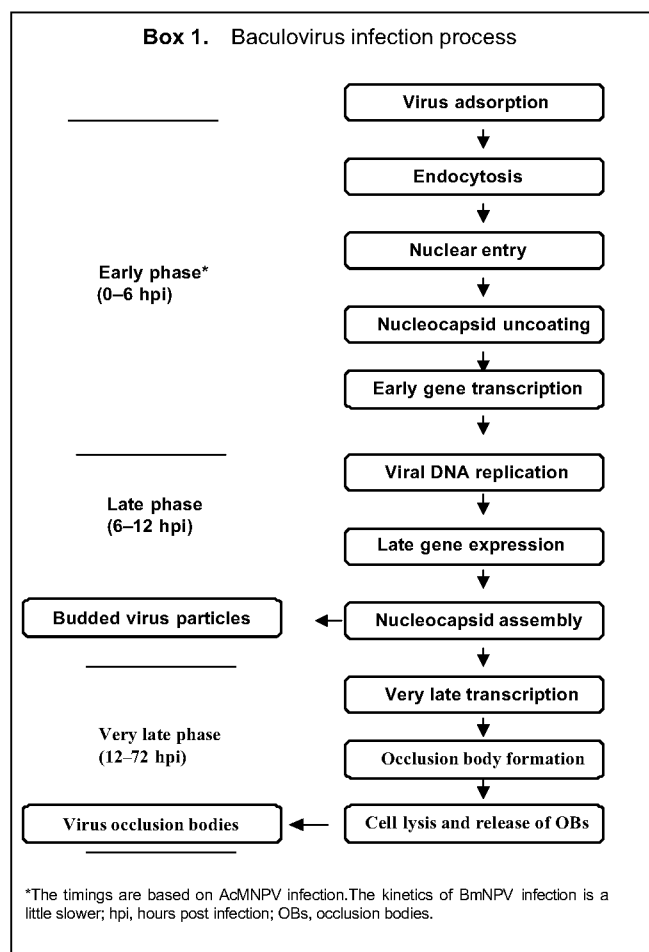 Box 1. Baculovirus infection process
Virus adsorption
Endocytosis
Nuclear entry
Early phase*
(0–6 hpi)
Nucleocapsid uncoating
Early gene transcription
Viral DNA replication
Late phase
(6–12 hpi)
Late gene expression
Budded virus particles
Nucleocapsid assembly
Very late transcription
Very late phase
(12–72 hpi)
Occlusion body formation
Virus occlusion bodies
Cell lysis and release of OBs
*The timings are based on AcMNPV infection.The kinetics of BmNPV infection is a
little slower; hpi, hours post infection; OBs, occlusion bodies.